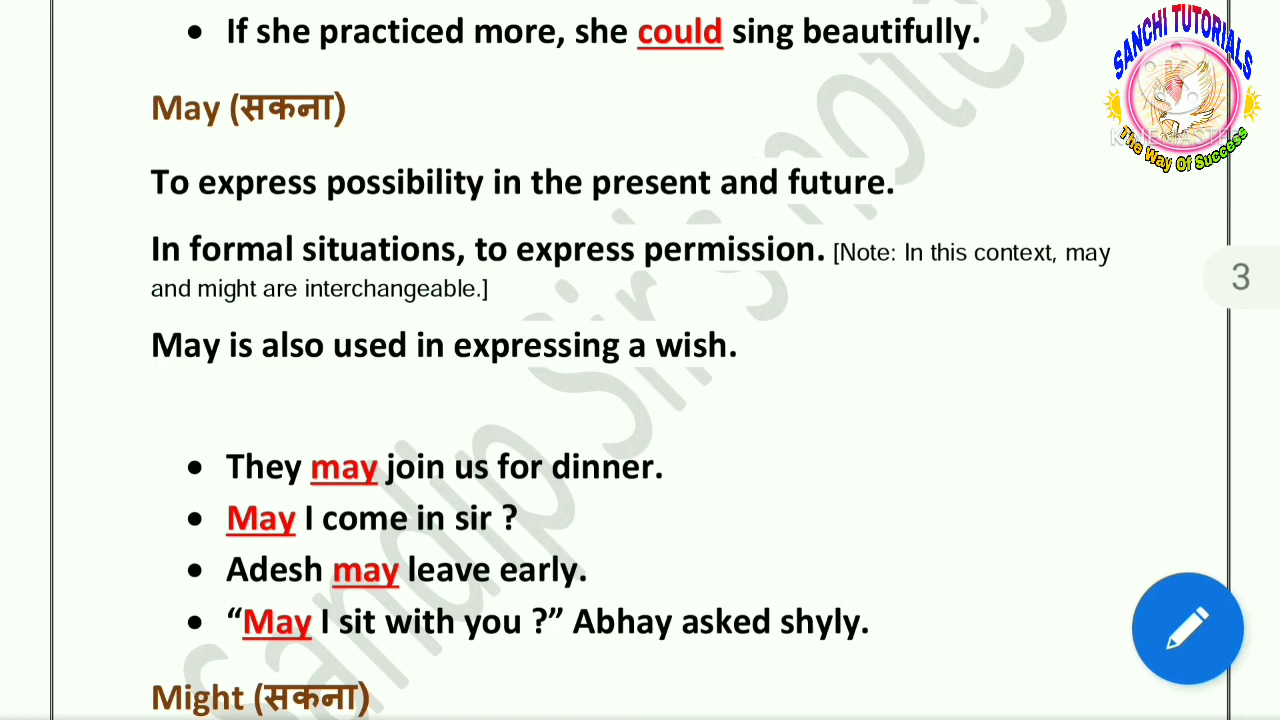 • If she practiced more, she could sing beautifully.
May (सकना)
To express possibility in the present and future.
In formal situations, to express permission. [Note: In this context, may
and might are interchangeable.]
May is also used in expressing a wish.
• They may join us for dinner.
• May I come in sir ?
• Adesh may leave early.
• “May I sit with you ?” Abhay asked shyly.
Might (सकना)
3
SANCHI TUTORIALS
The Way Of Success
Sandip Sir's notes